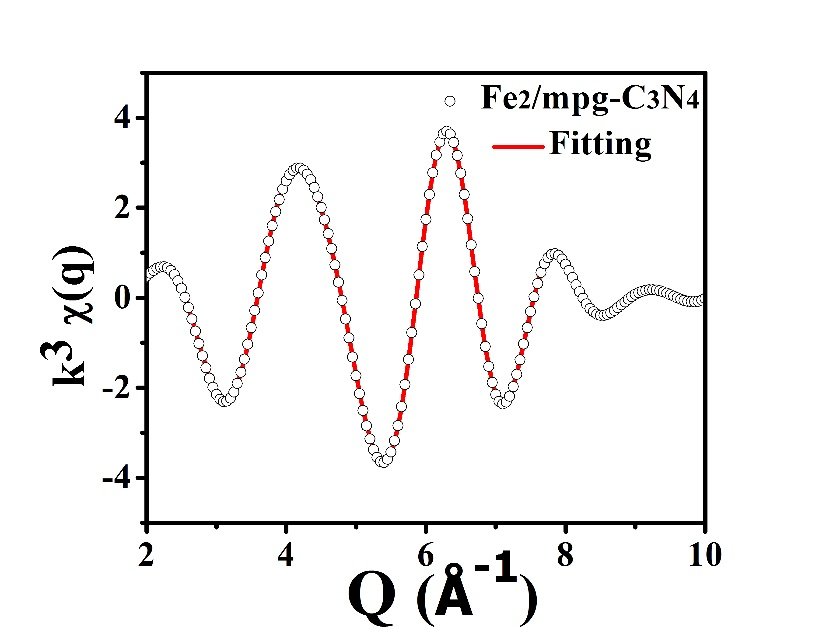 Fe2/mpg-C3N4
Fitting
4
2
0
-2
-4
k³ χ(q)
2 4 6 8 10
Q (Å⁻¹)